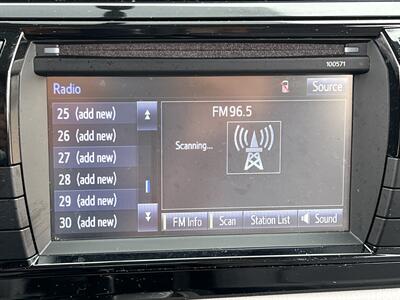 100571
Radio
Source
25 (add new)
26 (add new)
27 (add new)
28 (add new)
29 (add new)
30 (add new)
FM 96.5
Scanning...
FM Info
Scan
Station List
Sound